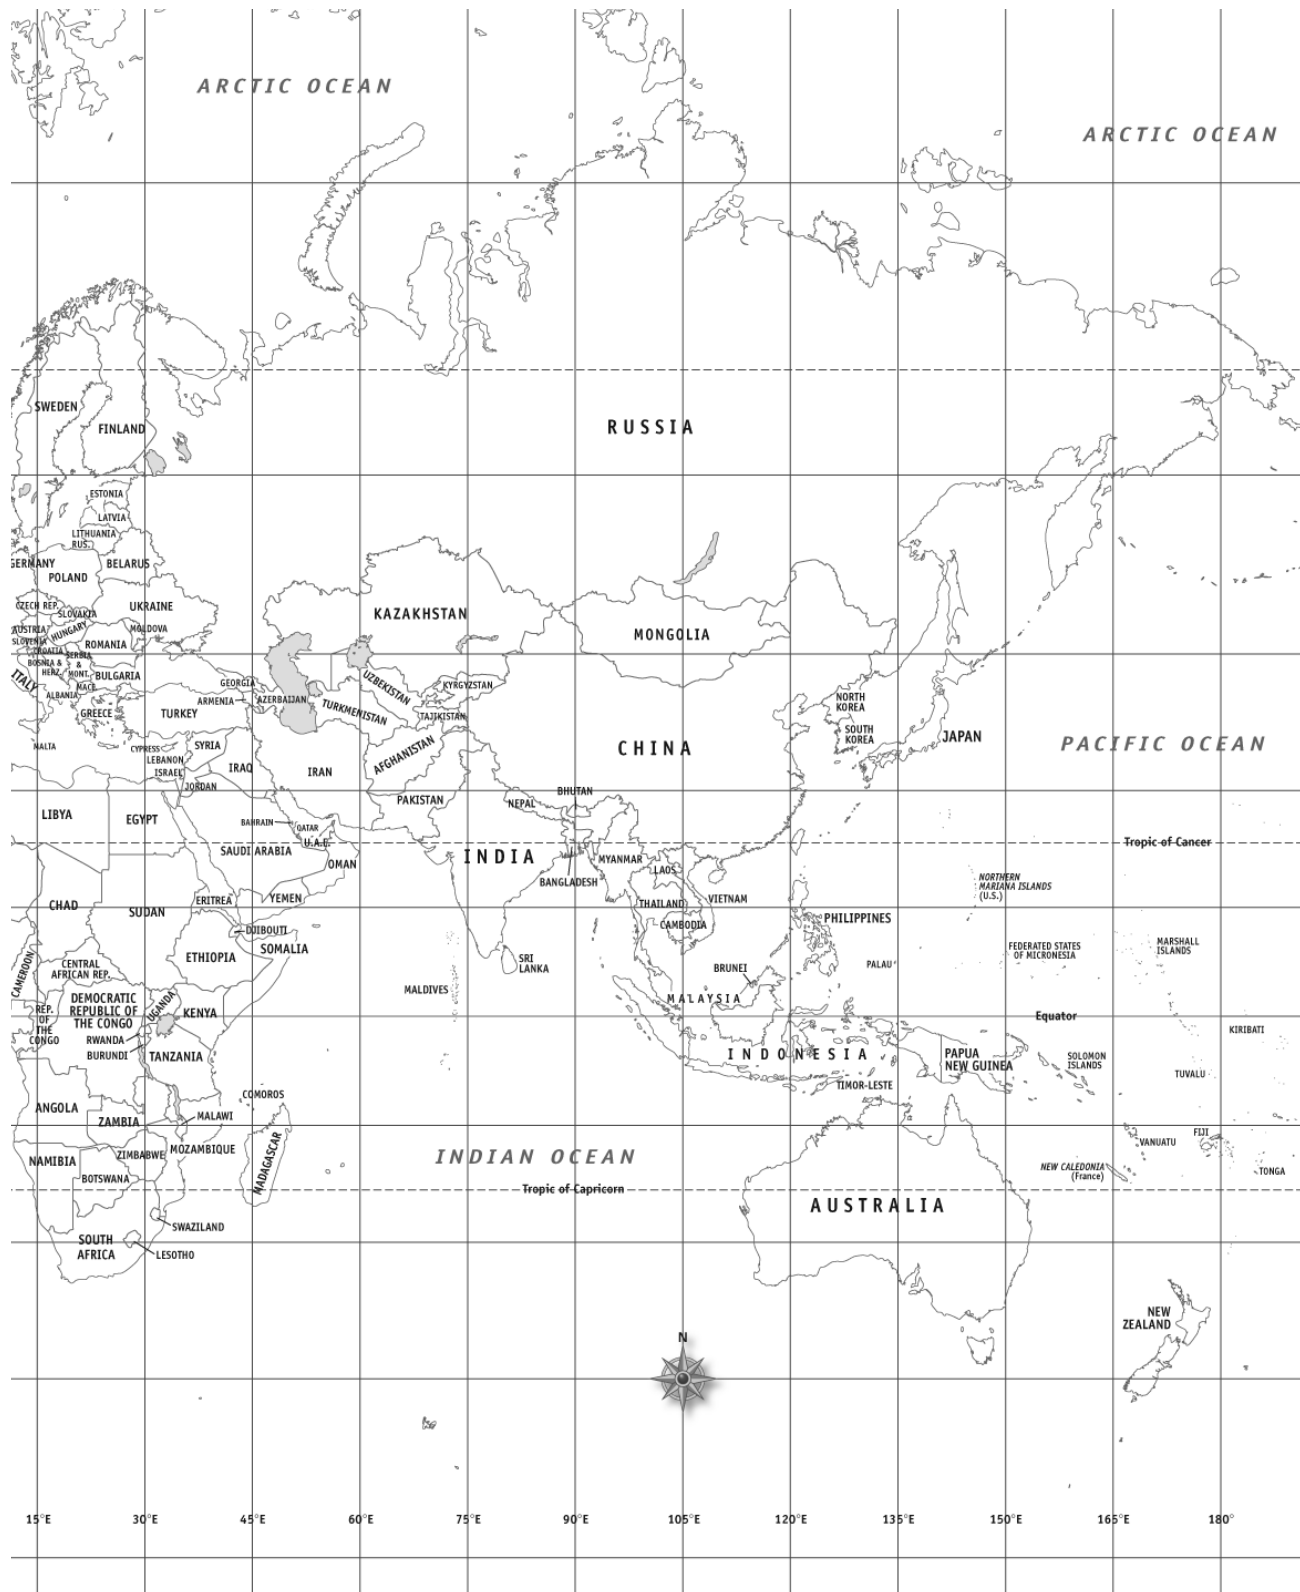 ARCTIC OCEAN
ARCTIC OCEAN
SWEDEN
FINLAND
RUSSIA
ESTONIA
LATVIA
LITHUANIA
RUS.
GERMANY
POLAND
BELARUS
CZECH REP.
SLOVAKIA
UKRAINE
KAZAKHSTAN
MONGOLIA
AUSTRIA
HUNGARY
MOLDOVA
SLOVENIA
ROMANIA
CROATIA
BOSNIA &
HERZ.
SERBIA
&
MONT.
BULGARIA
ITALY
MACE.
ALBANIA
GEORGIA
ARMENIA
AZERBAIJAN
UZBEKISTAN
KYRGYZSTAN
TURKMENISTAN
TAJIKISTAN
GREECE
TURKEY
NORTH
KOREA
SOUTH
KOREA
JAPAN
CHINA
PACIFIC OCEAN
MALTA
CYPRESS
SYRIA
LEBANON
ISRAEL
IRAQ
IRAN
AFGHANISTAN
JORDAN
PAKISTAN
NEPAL
BHUTAN
LIBYA
EGYPT
BAHRAIN
QATAR
U.A.E.
SAUDI ARABIA
OMAN
INDIA
MYANMAR
LAOS
Tropic of Cancer
BANGLADESH
NORTHERN
MARIANA ISLANDS
(U.S.)
CHAD
SUDAN
ERITREA
YEMEN
THAILAND
VIETNAM
CAMBODIA
PHILIPPINES
DJIBOUTI
SOMALIA
ETHIOPIA
CAMEROON
CENTRAL
AFRICAN REP.
SRI
LANKA
BRUNEI
PALAU
FEDERATED STATES
OF MICRONESIA
MARSHALL
ISLANDS
MALDIVES
MALAYSIA
DEMOCRATIC
REPUBLIC OF
THE CONGO
UGANDA
KENYA
REP.
OF
THE
CONGO
Equator
KIRIBATI
RWANDA
BURUNDI
TANZANIA
INDONESIA
PAPUA
NEW GUINEA
SOLOMON
ISLANDS
TUVALU
TIMOR-LESTE
COMOROS
ANGOLA
ZAMBIA
MALAWI
FIJI
VANUATU
NAMIBIA
ZIMBABWE
MOZAMBIQUE
MADAGASCAR
INDIAN OCEAN
NEW CALEDONIA
(France)
TONGA
BOTSWANA
Tropic of Capricorn
AUSTRALIA
SWAZILAND
SOUTH
AFRICA
LESOTHO
NEW
ZEALAND
N
15°E 30°E 45°E 60°E 75°E 90°E 105°E 120°E 135°E 150°E 165°E 180°